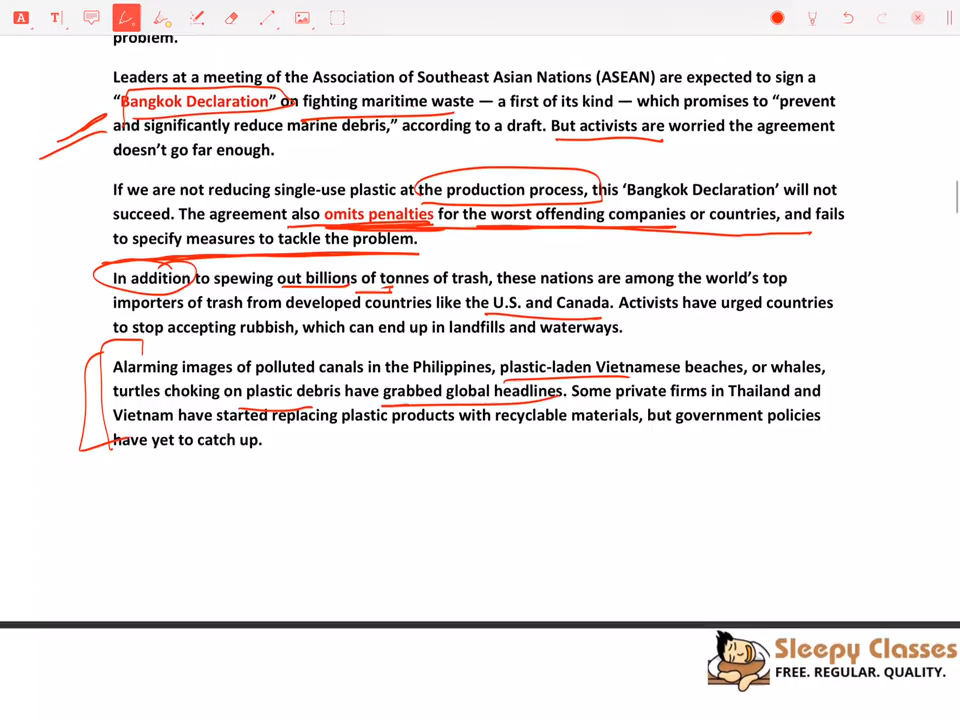 A T|
problem.
Leaders at a meeting of the Association of Southeast Asian Nations (ASEAN) are expected to sign a
“Bangkok Declaration” on fighting maritime waste — a first of its kind — which promises to “prevent
and significantly reduce marine debris,” according to a draft. But activists are worried the agreement
doesn’t go far enough.
If we are not reducing single-use plastic at the production process, this ‘Bangkok Declaration’ will not
succeed. The agreement also omits penalties for the worst offending companies or countries, and fails
to specify measures to tackle the problem.
In addition to spewing out billions of tonnes of trash, these nations are among the world’s top
importers of trash from developed countries like the U.S. and Canada. Activists have urged countries
to stop accepting rubbish, which can end up in landfills and waterways.
Alarming images of polluted canals in the Philippines, plastic-laden Vietnamese beaches, or whales,
turtles choking on plastic debris have grabbed global headlines. Some private firms in Thailand and
Vietnam have started replacing plastic products with recyclable materials, but government policies
have yet to catch up.
Sleepy Classes
FREE. REGULAR. QUALITY.